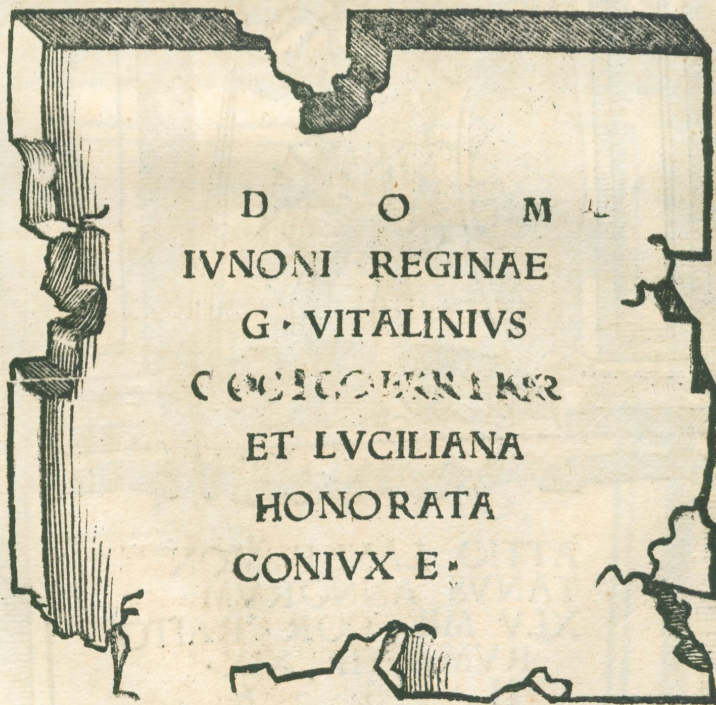 D O M
IVNONI REGINAE
G · VITALINIVS
ET LVCILIANA
HONORATA
CONIVX E ·